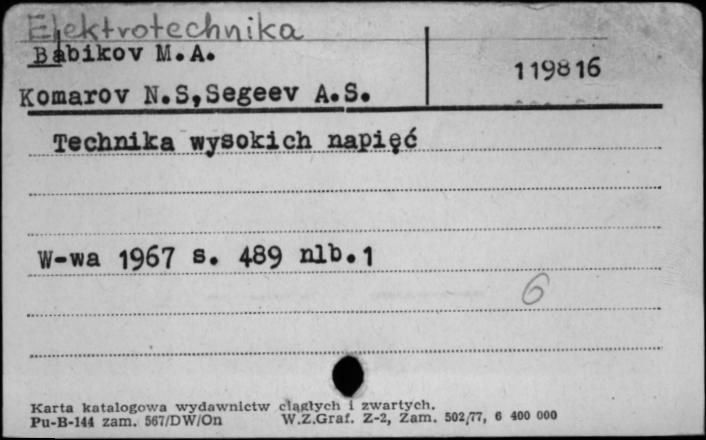 Elektrotechnika
Babikov M.A.
119816
Komarov N.S,Segeev A.S.
Technika wysokich napięć
W-wa 1967 s. 489 nlb.1
6
Karta katalogowa wydawnictw ciągłych i zwartych.
Pu-B-144 zam. 567/DW/On W.Z.Graf. Z-2, Zam. 502/77, 6 400 000